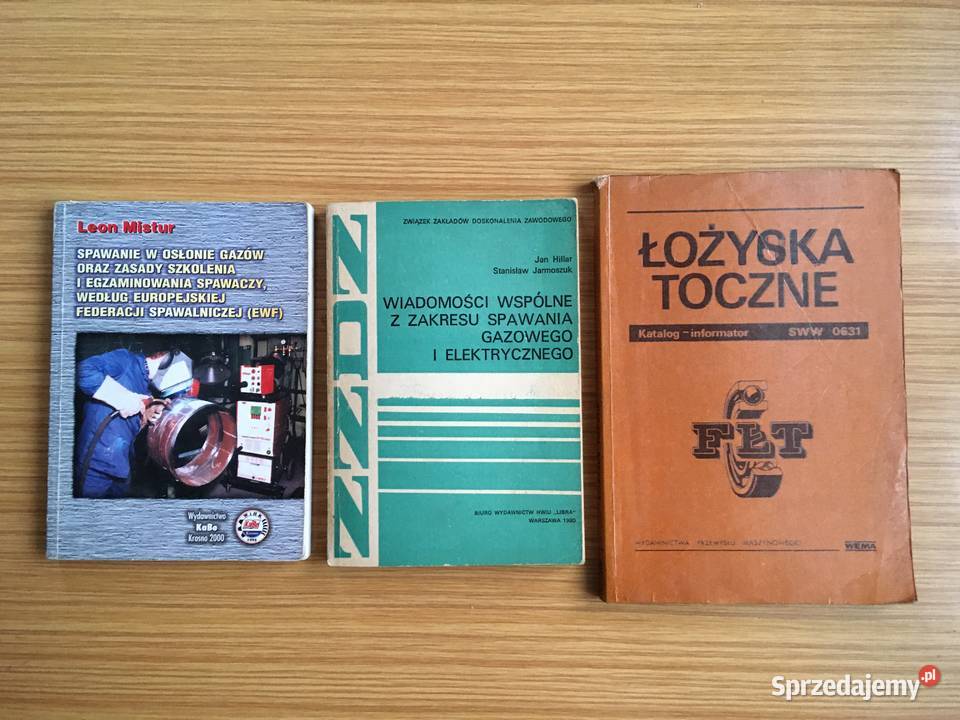 Leon Mistur
SPAWANIE W OSŁONIE GAZÓW
ORAZ ZASADY SZKOLENIA
I EGZAMINOWANIA SPAWACZY,
WEDŁUG EUROPEJSKIEJ
FEDERACJI SPAWALNICZEJ (EWF)
Wydawnictwo
KaBe
Krosno 2000
ZZDZ
ZWIĄZEK ZAKŁADÓW DOSKONALENIA ZAWODOWEGO
Jan Hillar
Stanisław Jarmoszuk
WIADOMOŚCI WSPÓLNE
Z ZAKRESU SPAWANIA
GAZOWEGO
I ELEKTRYCZNEGO
BIURO WYDAWNICTW HWiU „LIBRA"
WARSZAWA 1980
ŁOŻYSKA
TOCZNE
Katalog-informator SWW 0631
FŁT
WYDAWNICTWA PRZEMYSŁU MASZYNOWEGO WEMA
Sprzedajemy.pl